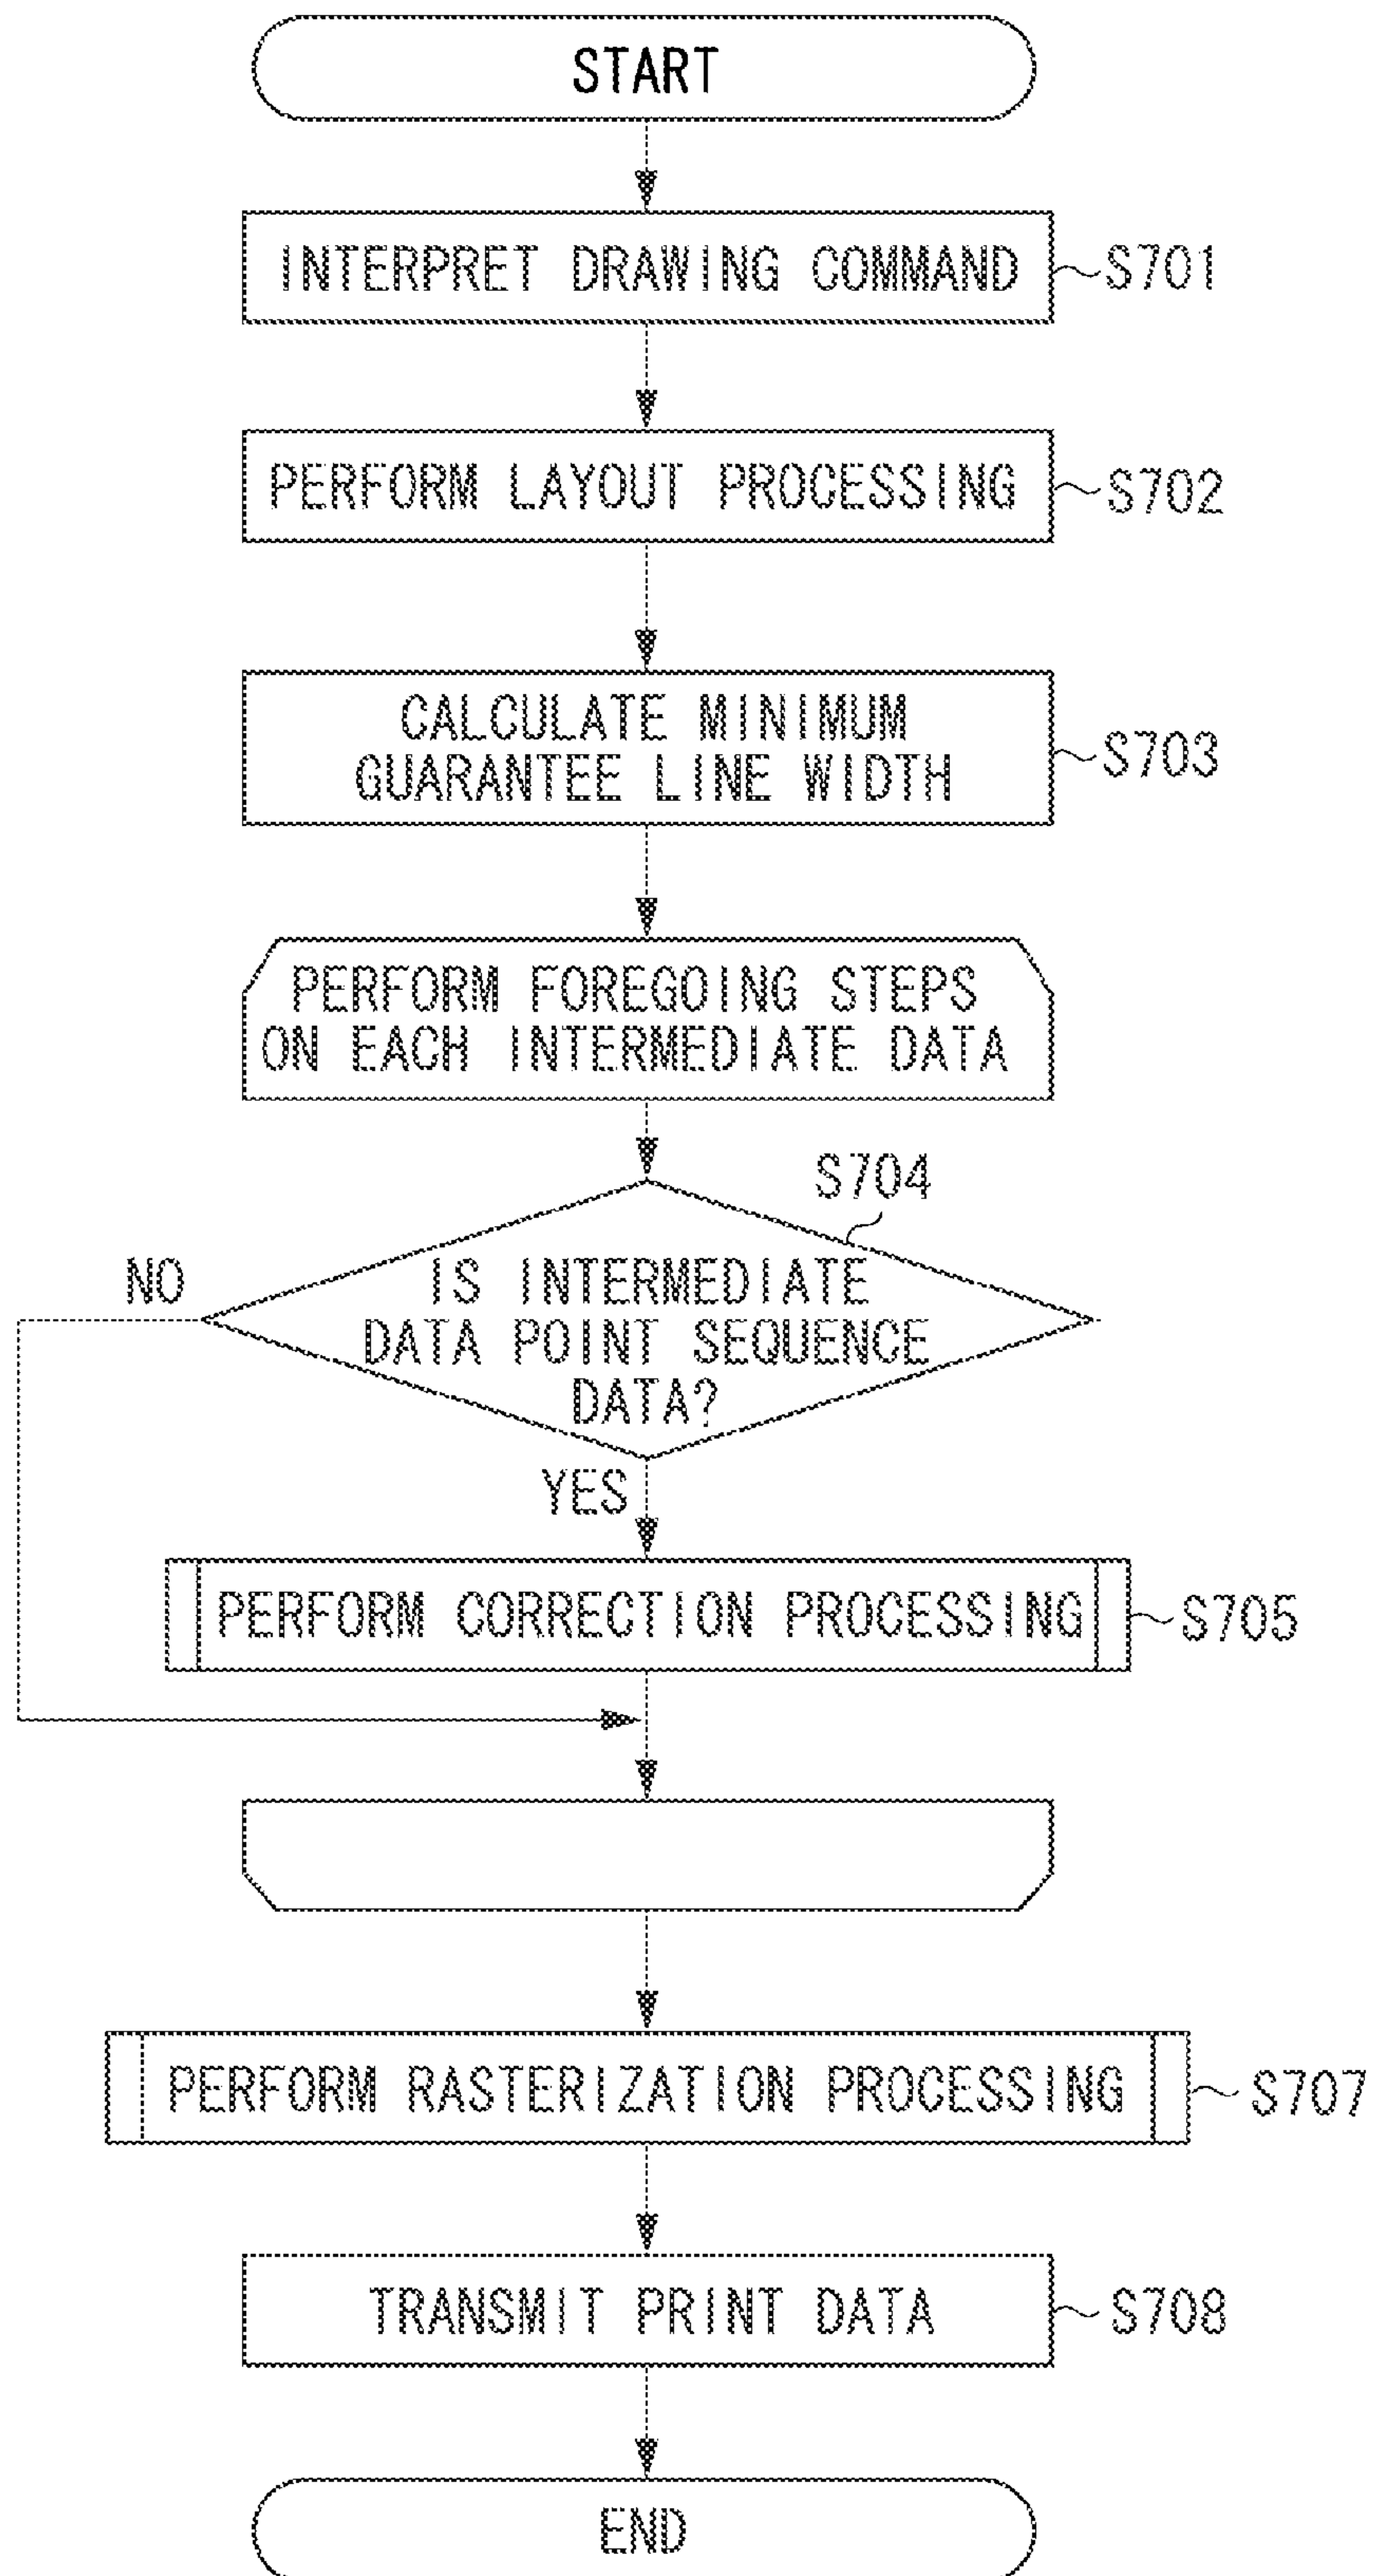 START
INTERPRET DRAWING COMMAND
S701
PERFORM LAYOUT PROCESSING
S702
CALCULATE MINIMUM
GUARANTEE LINE WIDTH
S703
PERFORM FOREGOING STEPS
ON EACH INTERMEDIATE DATA
S704
NO
IS INTERMEDIATE
DATA POINT SEQUENCE
DATA?
YES
PERFORM CORRECTION PROCESSING
S705
PERFORM RASTERIZATION PROCESSING
S707
TRANSMIT PRINT DATA
S708
END